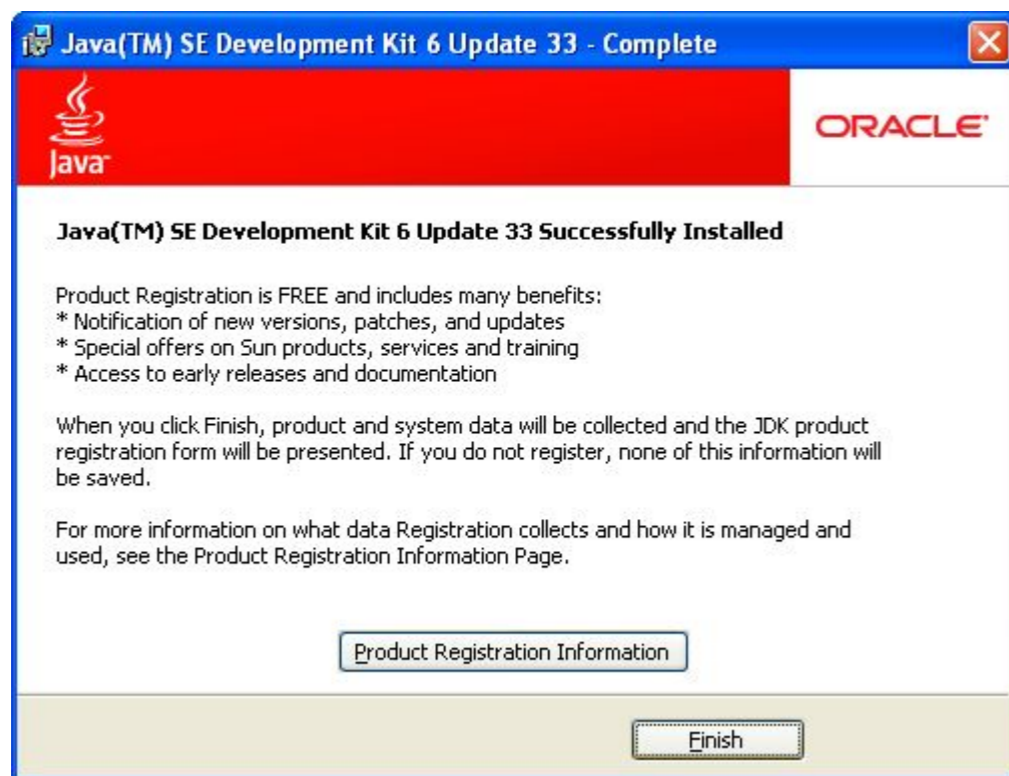 Java(TM) SE Development Kit 6 Update 33 - Complete
Java™
ORACLE®
Java(TM) SE Development Kit 6 Update 33 Successfully Installed
Product Registration is FREE and includes many benefits:
* Notification of new versions, patches, and updates
* Special offers on Sun products, services and training
* Access to early releases and documentation
When you click Finish, product and system data will be collected and the JDK product
registration form will be presented. If you do not register, none of this information will
be saved.
For more information on what data Registration collects and how it is managed and
used, see the Product Registration Information Page.
Product Registration Information
Finish